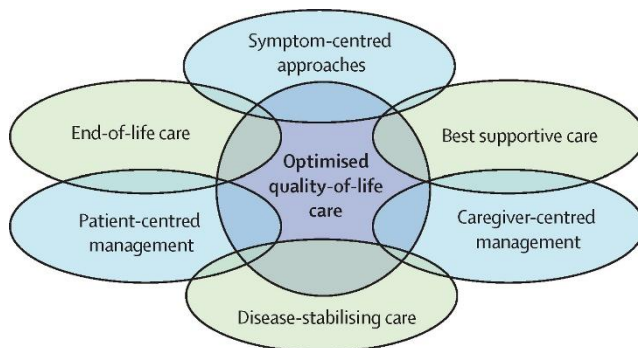 Symptom-centred
approaches
End-of-life care
Best supportive care
Optimised
quality-of-life
care
Patient-centred
management
Caregiver-centred
management
Disease-stabilising care